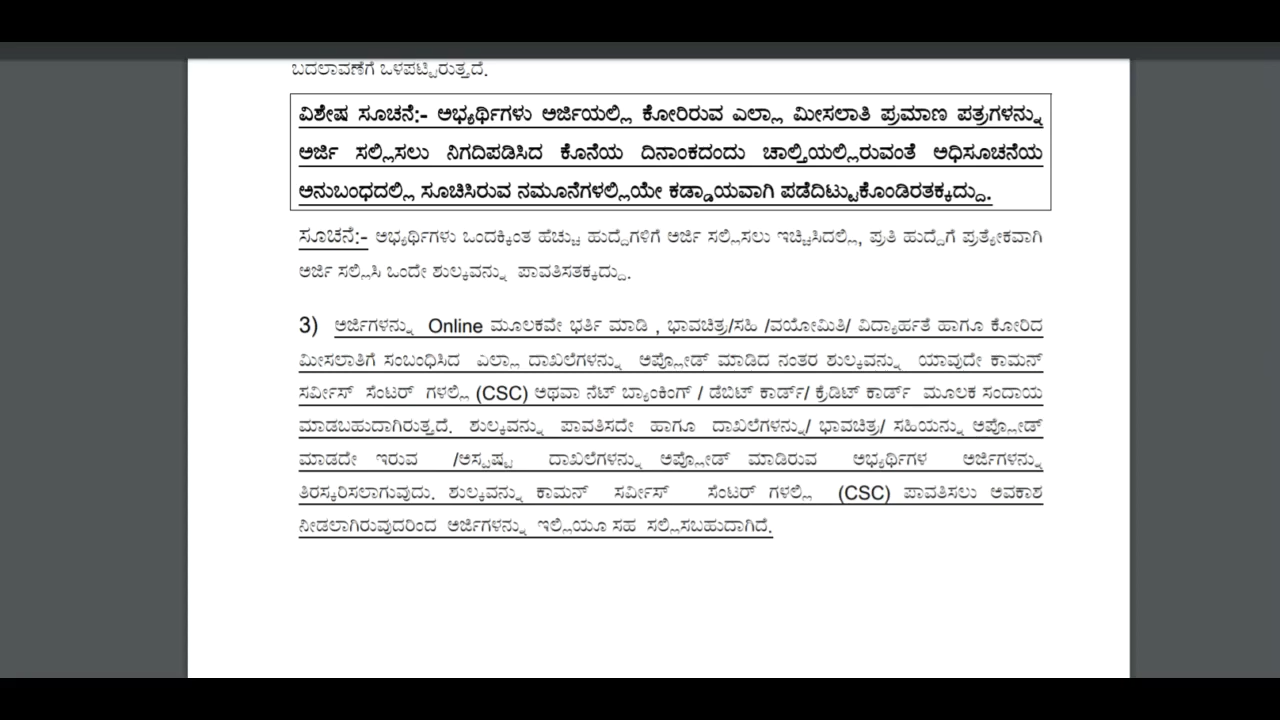 ಬದಲಾವಣೆಗೆ ಒಳಪಟ್ಟಿರುತ್ತದೆ.
ವಿಶೇಷ ಸೂಚನೆ:- ಅಭ್ಯರ್ಥಿಗಳು ಅರ್ಜಿಯಲ್ಲಿ ಕೋರಿರುವ ಎಲ್ಲಾ ಮೀಸಲಾತಿ ಪ್ರಮಾಣ ಪತ್ರಗಳನ್ನು
ಅರ್ಜಿ ಸಲ್ಲಿಸಲು ನಿಗದಿಪಡಿಸಿದ ಕೊನೆಯ ದಿನಾಂಕದಂದು ಚಾಲ್ತಿಯಲ್ಲಿರುವಂತೆ ಅಧಿಸೂಚನೆಯ
ಅನುಬಂಧದಲ್ಲಿ ಸೂಚಿಸಿರುವ ನಮೂನೆಗಳಲ್ಲಿಯೇ ಕಡ್ಡಾಯವಾಗಿ ಪಡೆದಿಟ್ಟುಕೊಂಡಿರತಕ್ಕದ್ದು.
ಸೂಚನೆ:- ಅಭ್ಯರ್ಥಿಗಳು ಒಂದಕ್ಕಿಂತ ಹೆಚ್ಚು ಹುದ್ದೆಗಳಿಗೆ ಅರ್ಜಿ ಸಲ್ಲಿಸಲು ಇಚ್ಛಿಸಿದಲ್ಲಿ, ಪ್ರತಿ ಹುದ್ದೆಗೆ ಪ್ರತ್ಯೇಕವಾಗಿ
ಅರ್ಜಿ ಸಲ್ಲಿಸಿ ಒಂದೇ ಶುಲ್ಕವನ್ನು ಪಾವತಿಸತಕ್ಕದ್ದು.
3) ಅರ್ಜಿಗಳನ್ನು Online ಮೂಲಕವೇ ಭರ್ತಿ ಮಾಡಿ , ಭಾವಚಿತ್ರ/ಸಹಿ /ವಯೋಮಿತಿ/ ವಿದ್ಯಾರ್ಹತೆ ಹಾಗೂ ಕೋರಿದ
ಮೀಸಲಾತಿಗೆ ಸಂಬಂಧಿಸಿದ ಎಲ್ಲಾ ದಾಖಲೆಗಳನ್ನು ಅಪ್ಲೋಡ್ ಮಾಡಿದ ನಂತರ ಶುಲ್ಕವನ್ನು ಯಾವುದೇ ಕಾಮನ್
ಸರ್ವೀಸ್ ಸೆಂಟರ್ ಗಳಲ್ಲಿ (CSC) ಅಥವಾ ನೆಟ್ ಬ್ಯಾಂಕಿಂಗ್ / ಡೆಬಿಟ್ ಕಾರ್ಡ್/ ಕ್ರೆಡಿಟ್ ಕಾರ್ಡ್ ಮೂಲಕ ಸಂದಾಯ
ಮಾಡಬಹುದಾಗಿರುತ್ತದೆ. ಶುಲ್ಕವನ್ನು ಪಾವತಿಸದೇ ಹಾಗೂ ದಾಖಲೆಗಳನ್ನು/ ಭಾವಚಿತ್ರ/ ಸಹಿಯನ್ನು ಅಪ್ಲೋಡ್
ಮಾಡದೇ ಇರುವ /ಅಸ್ಪಷ್ಟ ದಾಖಲೆಗಳನ್ನು ಅಪ್ಲೋಡ್ ಮಾಡಿರುವ ಅಭ್ಯರ್ಥಿಗಳ ಅರ್ಜಿಗಳನ್ನು
ತಿರಸ್ಕರಿಸಲಾಗುವುದು. ಶುಲ್ಕವನ್ನು ಕಾಮನ್ ಸರ್ವೀಸ್ ಸೆಂಟರ್ ಗಳಲ್ಲಿ (CSC) ಪಾವತಿಸಲು ಅವಕಾಶ
ನೀಡಲಾಗಿರುವುದರಿಂದ ಅರ್ಜಿಗಳನ್ನು ಇಲ್ಲಿಯೂ ಸಹ ಸಲ್ಲಿಸಬಹುದಾಗಿದೆ.